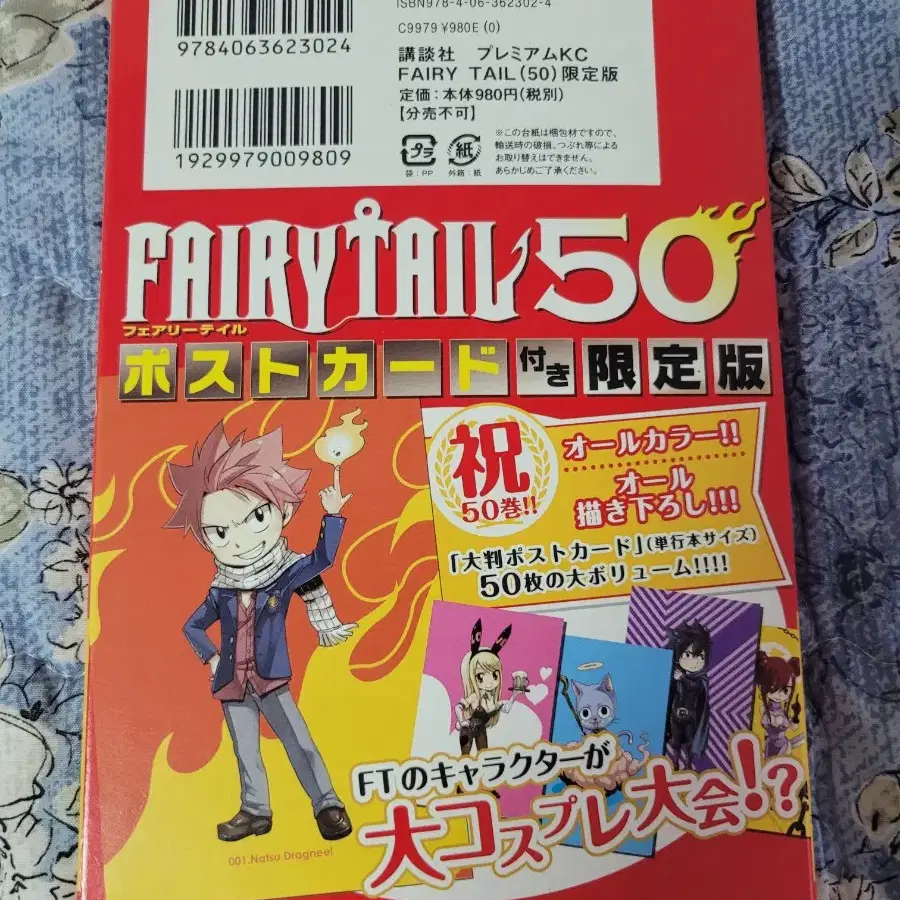 ISBN978-4-06-362302-4
C9979 ¥980E (0)
9784063623024
講談社 プレミアムKC
FAIRY TAIL(50)限定版
定価:本体980円(税別)
【分売不可】
1929979009809
プラ
紙
袋:PP
外箱:紙
※この台紙は梱包材ですので、
輸送時の破損、つぶれ等による
お取り替えはできません。
あらかじめご了承ください。
FAIRY TAIL 50
フェアリーテイル
ポストカード付き限定版
祝
50巻!!
オールカラー!!
オール
描き下ろし!!!
「大判ポストカード」(単行本サイズ)
50枚の大ボリューム!!!!
FTのキャラクターが
大コスプレ大会!?
001.Natsu Dragneel